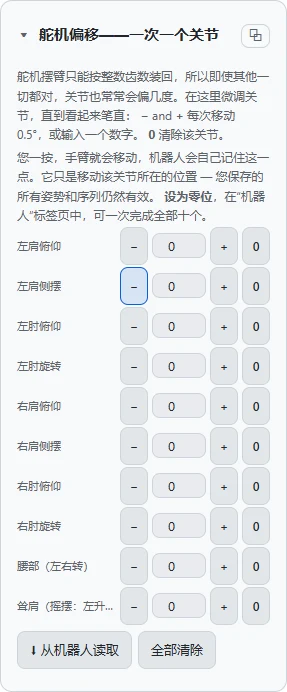 ▼ 舵机偏移——一次一个关节
舵机摆臂只能按整数齿数装回，所以即使其他一
切都对，关节也常常会偏几度。在这里微调关
节，直到看起来笔直： − and + 每次移动
0.5°，或输入一个数字。 0 清除该关节。
您一按，手臂就会移动，机器人会自己记住这一
点。它只是移动该关节所在的位置 — 您保存的
所有姿势和序列仍然有效。 设为零位，在“机器
人”标签页中，可一次完成全部十个。
左肩俯仰 − 0 + 0
左肩侧摆 − 0 + 0
左肘俯仰 − 0 + 0
左肘旋转 − 0 + 0
右肩俯仰 − 0 + 0
右肩侧摆 − 0 + 0
右肘俯仰 − 0 + 0
右肘旋转 − 0 + 0
腰部（左右转） − 0 + 0
耸肩（摇摆：左升... − 0 + 0
⬇ 从机器人读取 全部清除